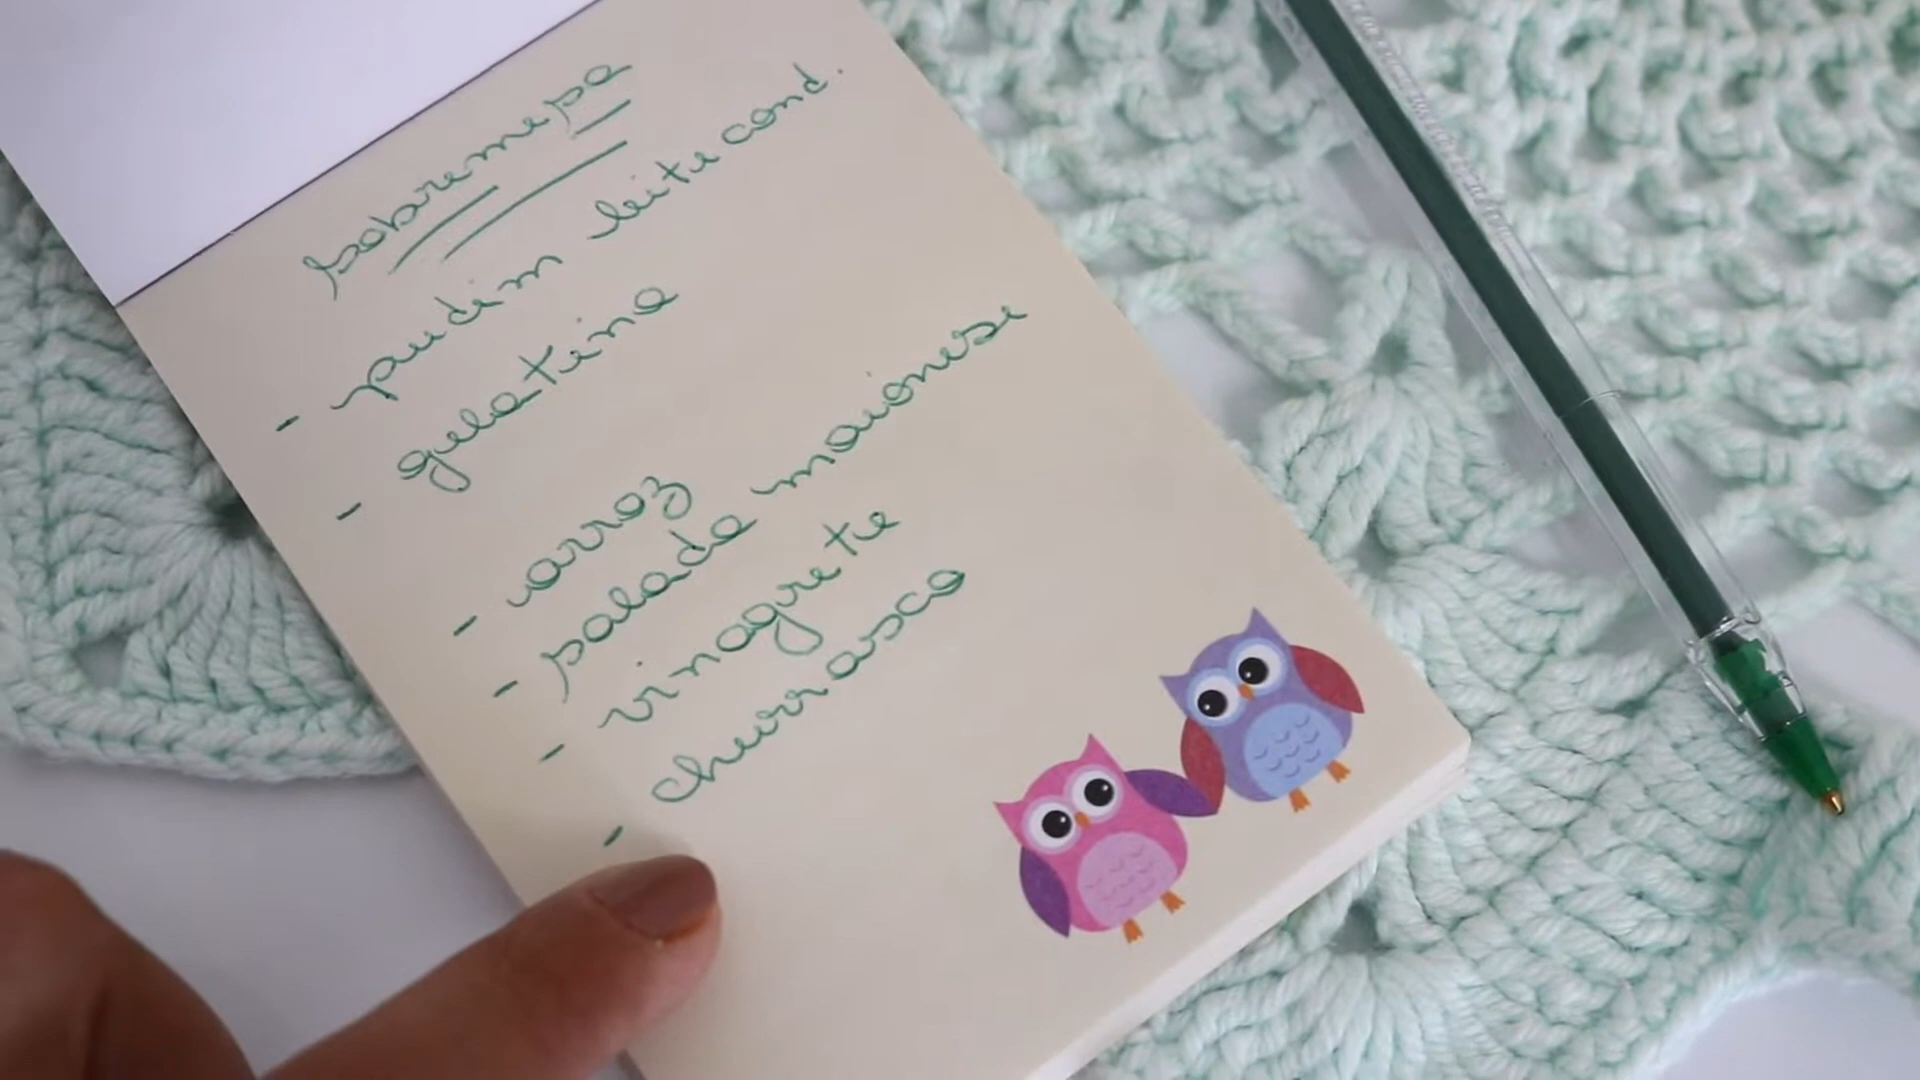 sobremesa
- pudim leite cond.
- gelatina
- arroz
- salada maionese
- vinagrete
- churrasco